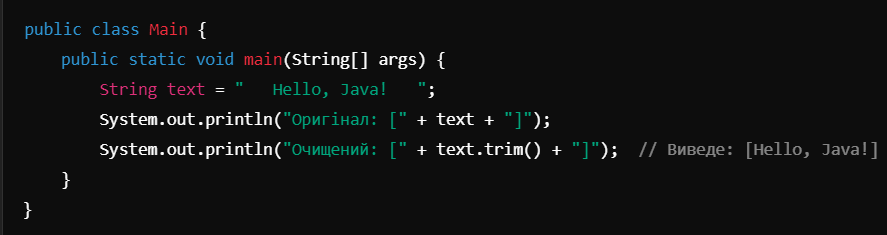 public class Main {
    public static void main(String[] args) {
        String text = "   Hello, Java!   ";
        System.out.println("Оригінал: [" + text + "]");
        System.out.println("Очищений: [" + text.trim() + "]");  // Виведе: [Hello, Java!]
    }
}